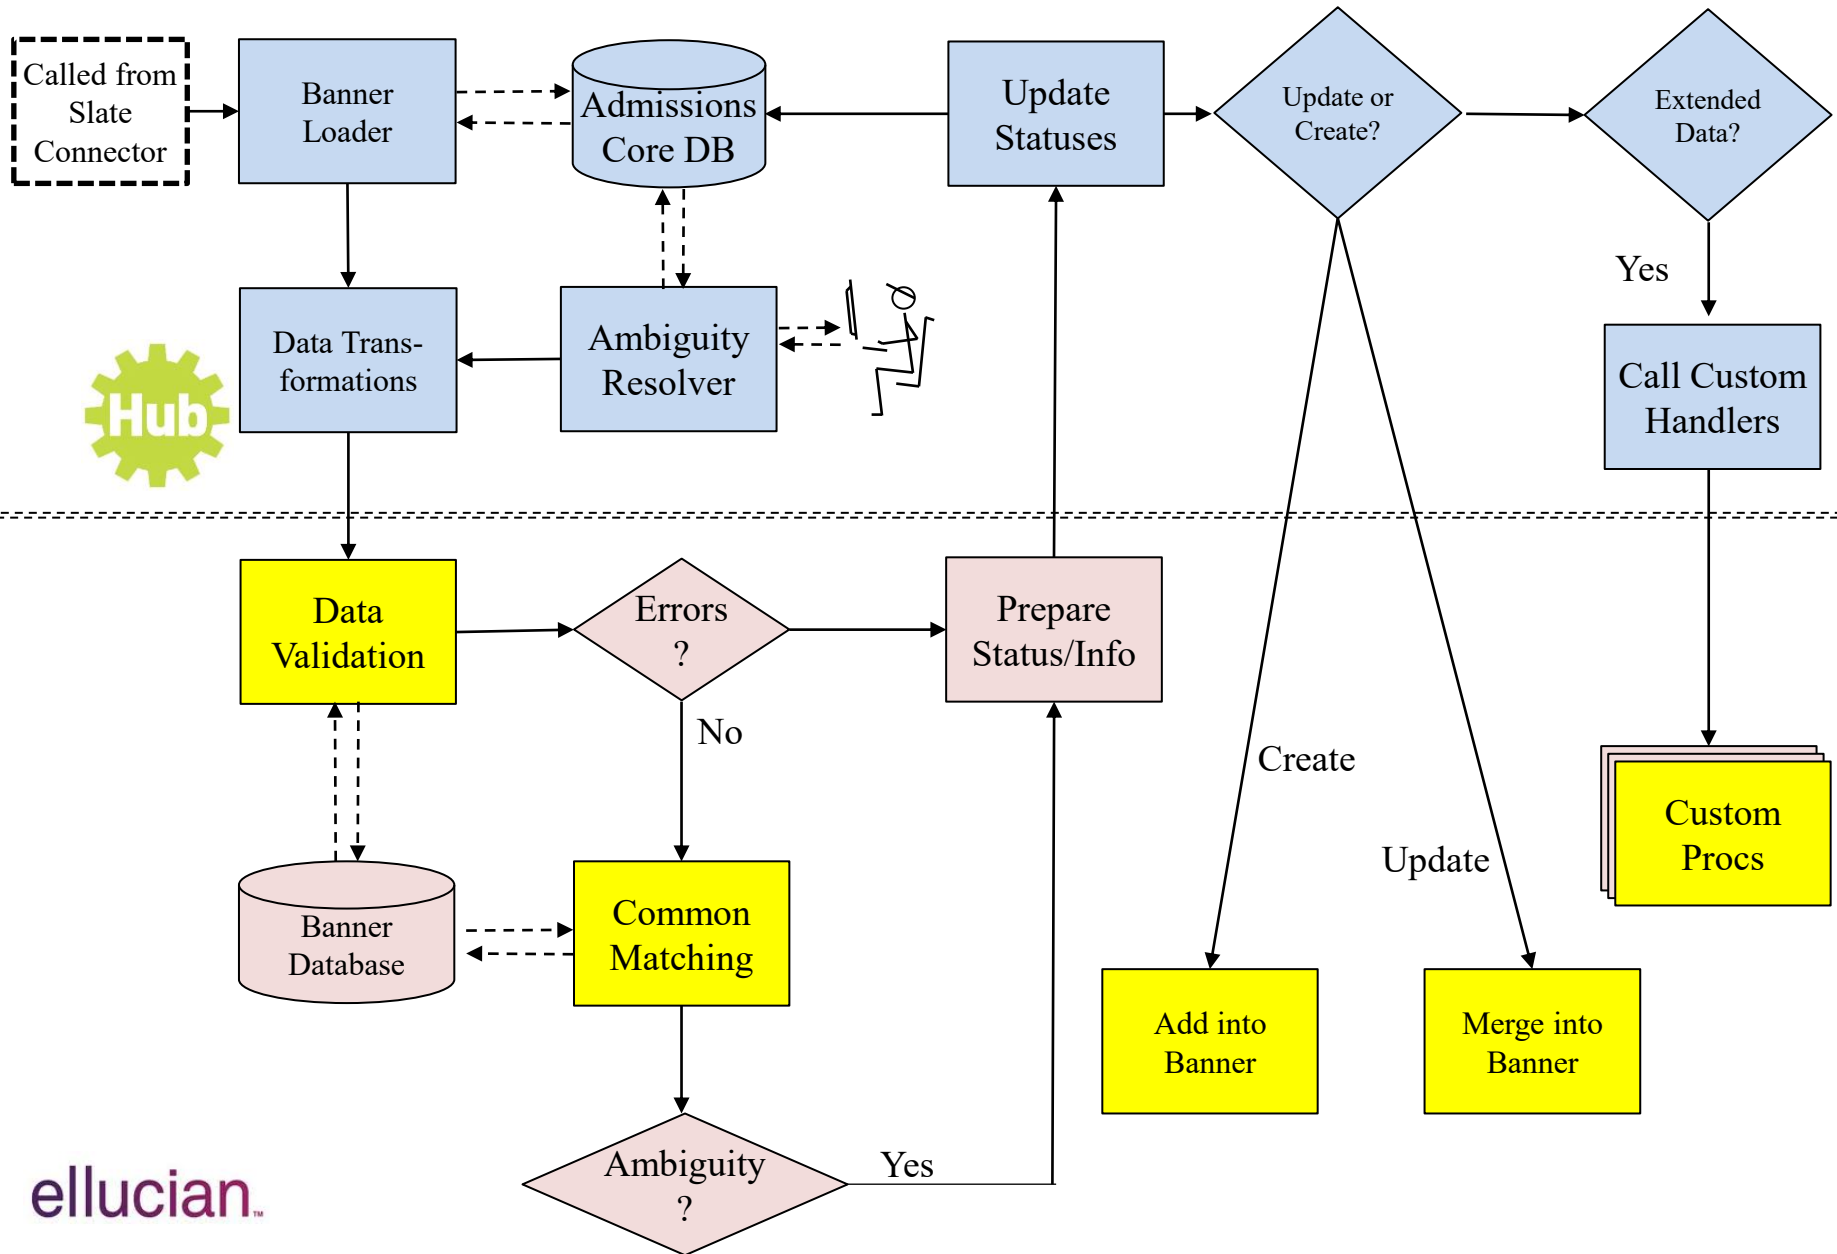 Called from
Slate
Connector
Banner
Loader
Admissions
Core DB
Update
Statuses
Update or
Create?
Extended
Data?
Yes
Data Trans-
formations
Ambiguity
Resolver
Call Custom
Handlers
Hub
Data
Validation
Errors
?
Prepare
Status/Info
No
Create
Update
Custom
Procs
Banner
Database
Common
Matching
Add into
Banner
Merge into
Banner
Ambiguity
?
Yes
ellucian™